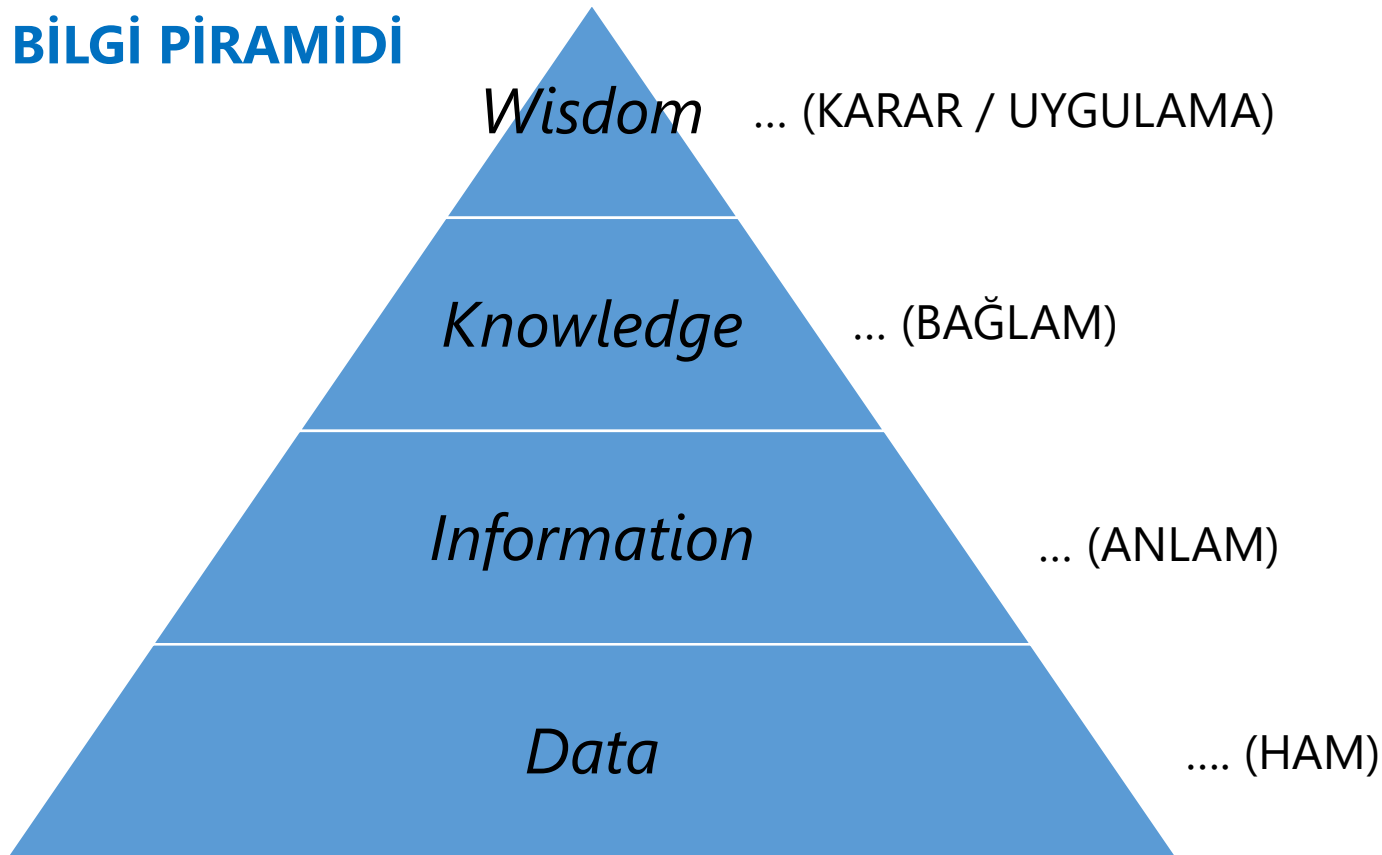 BİLGİ PİRAMİDİ
Wisdom ... (KARAR / UYGULAMA)
Knowledge ... (BAĞLAM)
Information ... (ANLAM)
Data .... (HAM)